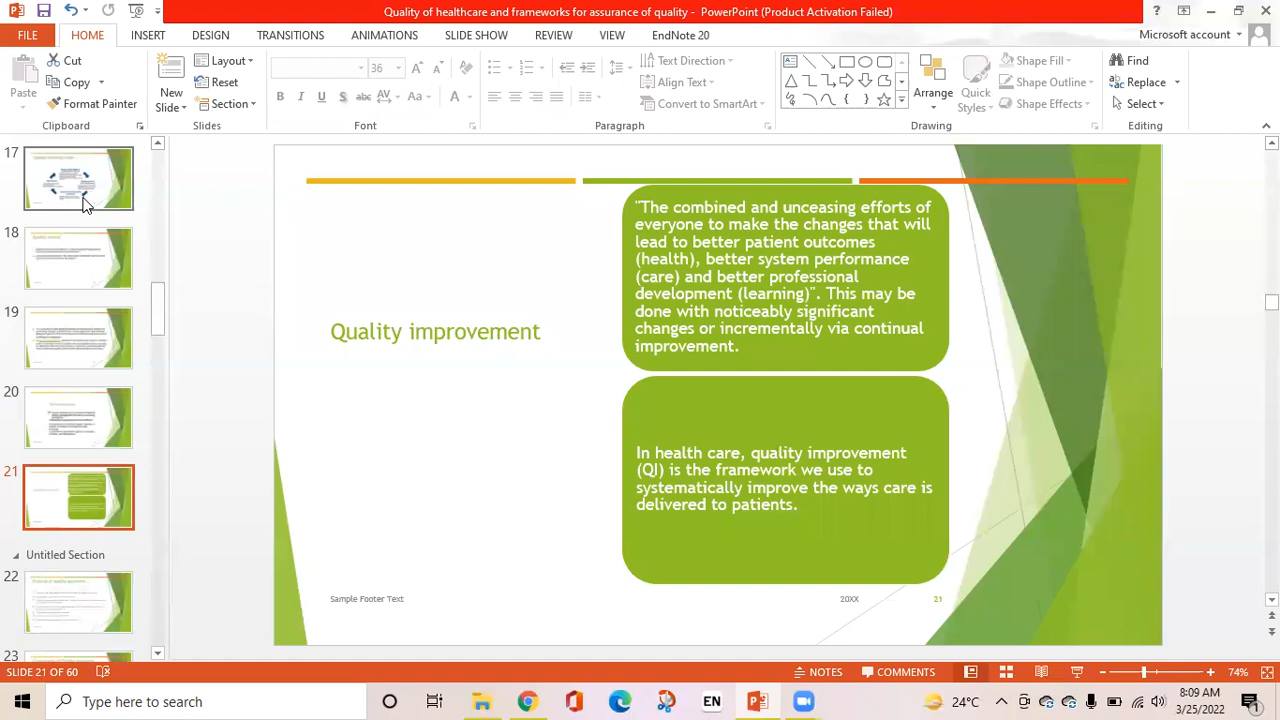 Quality of healthcare and frameworks for assurance of quality - PowerPoint (Product Activation Failed)
FILE HOME INSERT DESIGN TRANSITIONS ANIMATIONS SLIDE SHOW REVIEW VIEW EndNote 20 Microsoft account
Paste
Cut
Copy
Format Painter
Clipboard
New
Slide
Layout
Reset
Section
Slides
36
B I U S abc AV Aa A
Font
Text Direction
Align Text
Convert to SmartArt
Paragraph
Arrange
Quick
Styles
Shape Fill
Shape Outline
Shape Effects
Drawing
Find
Replace
Select
Editing
17
18
19
20
21
Untitled Section
22
23
Quality improvement
"The combined and unceasing efforts of
everyone to make the changes that will
lead to better patient outcomes
(health), better system performance
(care) and better professional
development (learning)". This may be
done with noticeably significant
changes or incrementally via continual
improvement.
In health care, quality improvement
(QI) is the framework we use to
systematically improve the ways care is
delivered to patients.
Sample Footer Text 20XX 21
SLIDE 21 OF 60 NOTES COMMENTS 74%
Type here to search EN 24°C 8:09 AM
3/25/2022